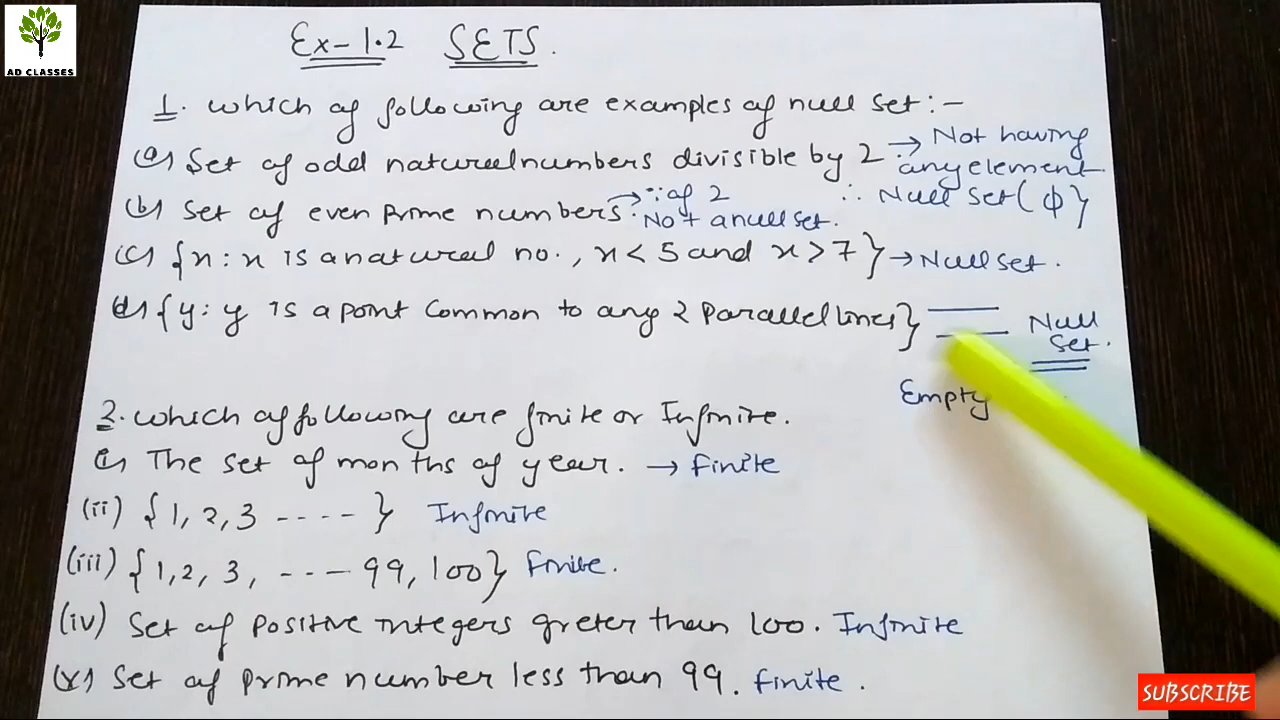 AD CLASSES
Ex-1.2 SETS.
1. which of following are examples of null set:-
(a) Set of odd natural numbers divisible by 2. → Not having any element.
∴ Null Set (ϕ}
(b) Set of even prime numbers. → ∵ of 2 Not a null set.
(c) {x: x is a natural no., x < 5 and x > 7} → Null set.
(d) {y: y is a point common to any 2 parallel lines} Null Set.
Empty
2. which of following are finite or Infinite.
(i) The set of months of year. → finite
(ii) {1, 2, 3 -----} Infinite
(iii) {1, 2, 3, --- 99, 100} finite.
(iv) Set of positive integers greter than 100. Infinite
(v) Set of prime number less than 99. finite.
SUBSCRIBE